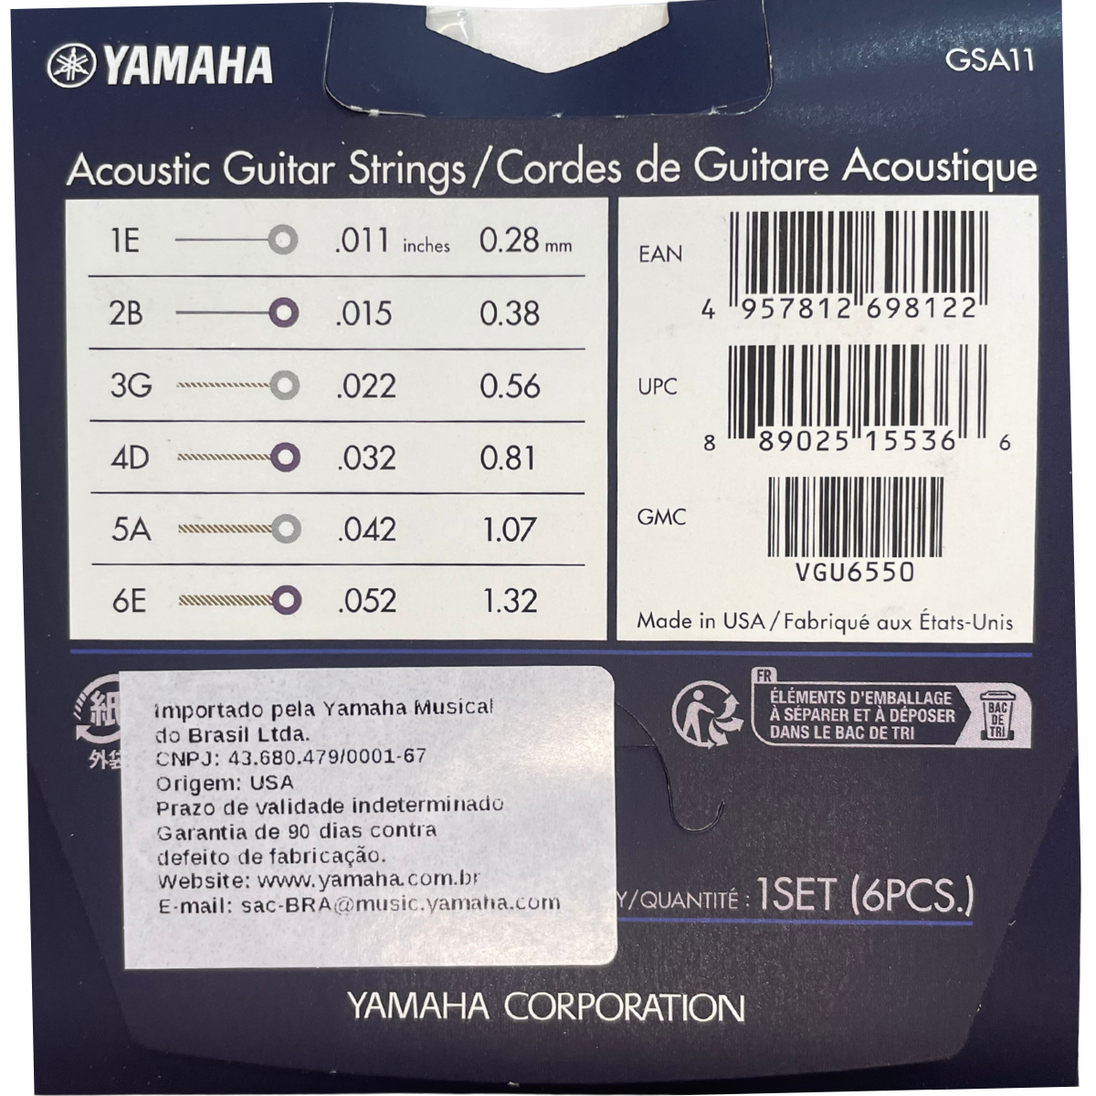 YAMAHA
GSA11
Acoustic Guitar Strings/Cordes de Guitare Acoustique
1E .011 inches 0.28 mm
2B .015 0.38
3G .022 0.56
4D .032 0.81
5A .042 1.07
6E .052 1.32
EAN
4 957812 698122
UPC
8 89025 15536 6
GMC
VGU6550
Made in USA/Fabriqué aux États-Unis
紙
外袋
Importado pela Yamaha Musical
do Brasil Ltda.
CNPJ: 43.680.479/0001-67
Origem: USA
Prazo de validade indeterminado
Garantia de 90 dias contra
defeito de fabricação.
Website: www.yamaha.com.br
E-mail: sac-BRA@music.yamaha.com
FR
ÉLÉMENTS D'EMBALLAGE
À SÉPARER ET À DÉPOSER
DANS LE BAC DE TRI
BAC
DE
TRI
Y/QUANTITÉ : 1SET (6PCS.)
YAMAHA CORPORATION